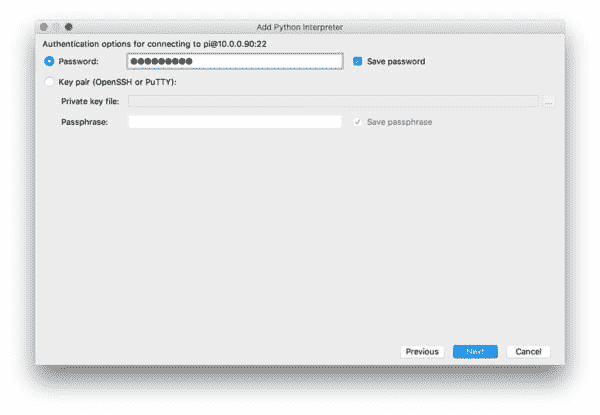 Add Python Interpreter
Authentication options for connecting to pi@10.0.0.90:22
Password: ●●●●●●●●● Save password
Key pair (OpenSSH or PuTTY):
Private key file: ...
Passphrase: Save passphrase
Previous Next Cancel